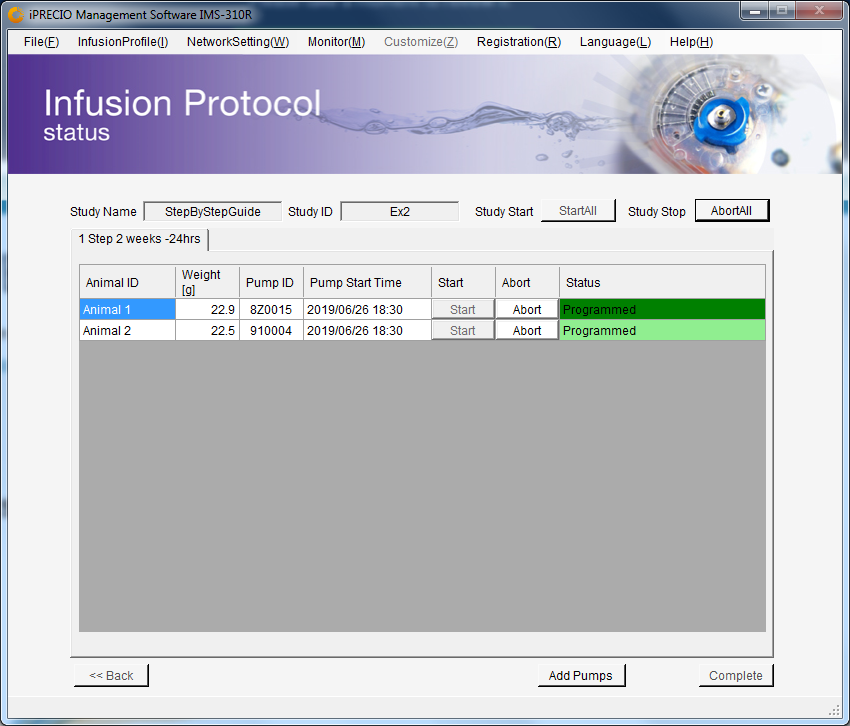 iPRECIO Management Software IMS-310R
File(F) InfusionProfile(I) NetworkSetting(W) Monitor(M) Customize(Z) Registration(R) Language(L) Help(H)
Infusion Protocol
status
Study Name StepByStepGuide Study ID Ex2 Study Start StartAll Study Stop AbortAll
1 Step 2 weeks -24hrs
Animal ID Weight [g] Pump ID Pump Start Time Start Abort Status
Animal 1 22.9 8Z0015 2019/06/26 18:30 Start Abort Programmed
Animal 2 22.5 910004 2019/06/26 18:30 Start Abort Programmed
<< Back Add Pumps Complete